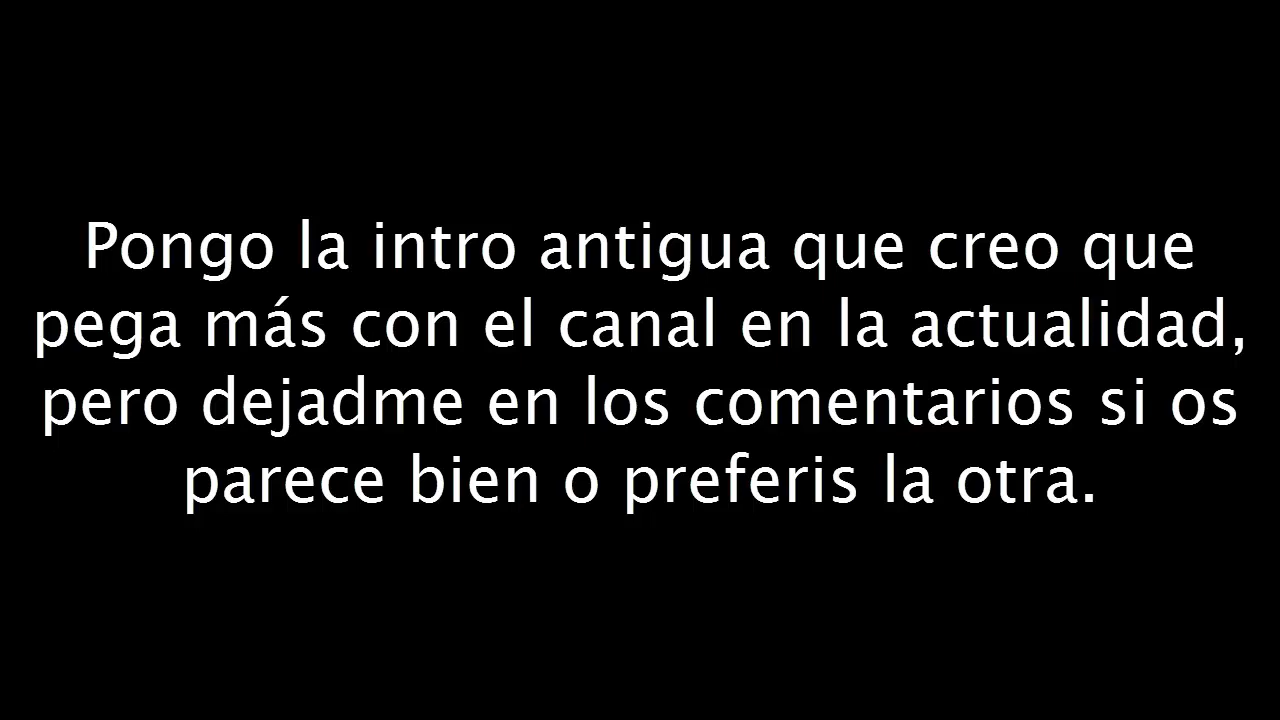 Pongo la intro antigua que creo que
pega más con el canal en la actualidad,
pero dejadme en los comentarios si os
parece bien o preferis la otra.